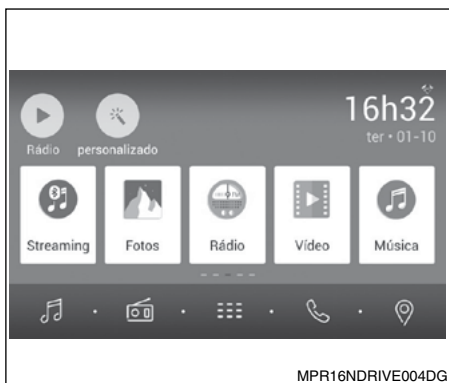 16h32
ter • 01-10
Rádio personalizado
Streaming Fotos Rádio Vídeo Música
MPR16NDRIVE004DG